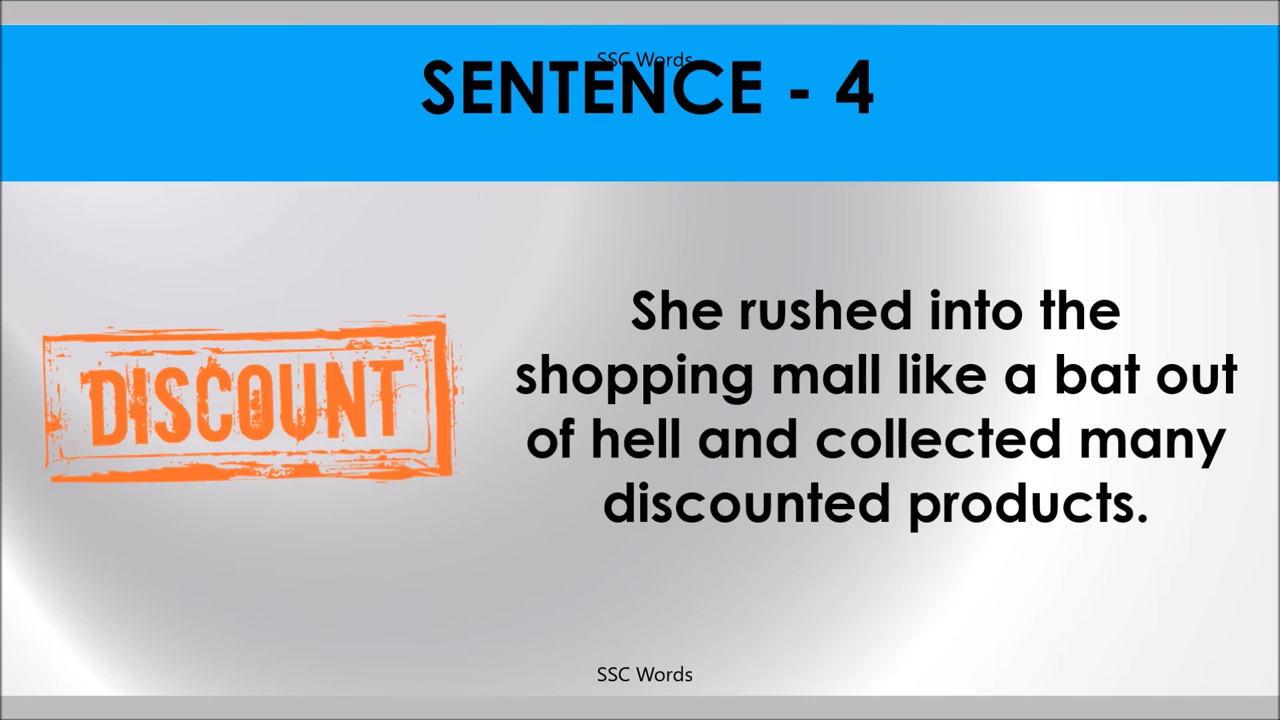 SSC Words
SENTENCE - 4
DISCOUNT
She rushed into the
shopping mall like a bat out
of hell and collected many
discounted products.
SSC Words